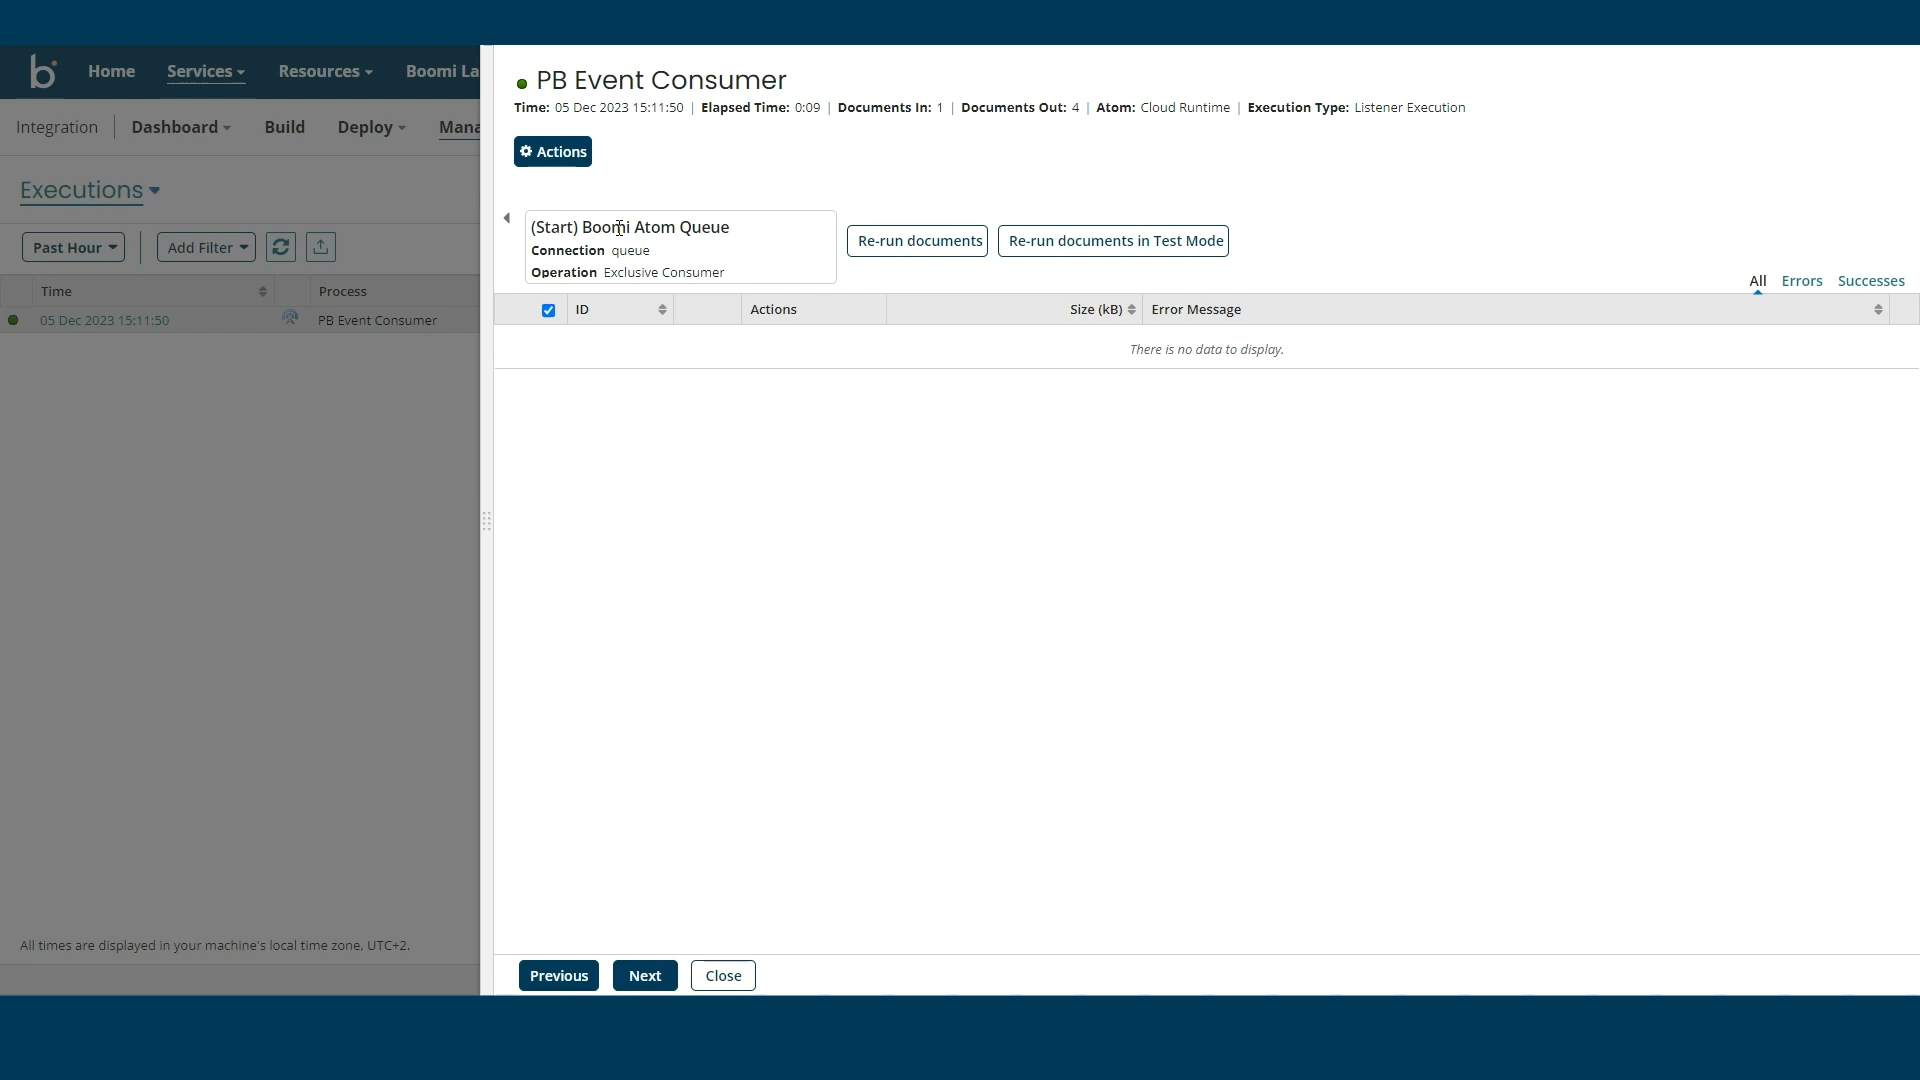 b Home Services Resources Boomi La
Integration Dashboard Build Deploy Mana
Executions
Past Hour Add Filter
Time Process
05 Dec 2023 15:11:50 PB Event Consumer
All times are displayed in your machine's local time zone, UTC+2.
PB Event Consumer
Time: 05 Dec 2023 15:11:50 | Elapsed Time: 0:09 | Documents In: 1 | Documents Out: 4 | Atom: Cloud Runtime | Execution Type: Listener Execution
Actions
(Start) Boomi Atom Queue
Connection queue
Operation Exclusive Consumer
Re-run documents Re-run documents in Test Mode
All Errors Successes
ID Actions Size (kB) Error Message
There is no data to display.
Previous Next Close